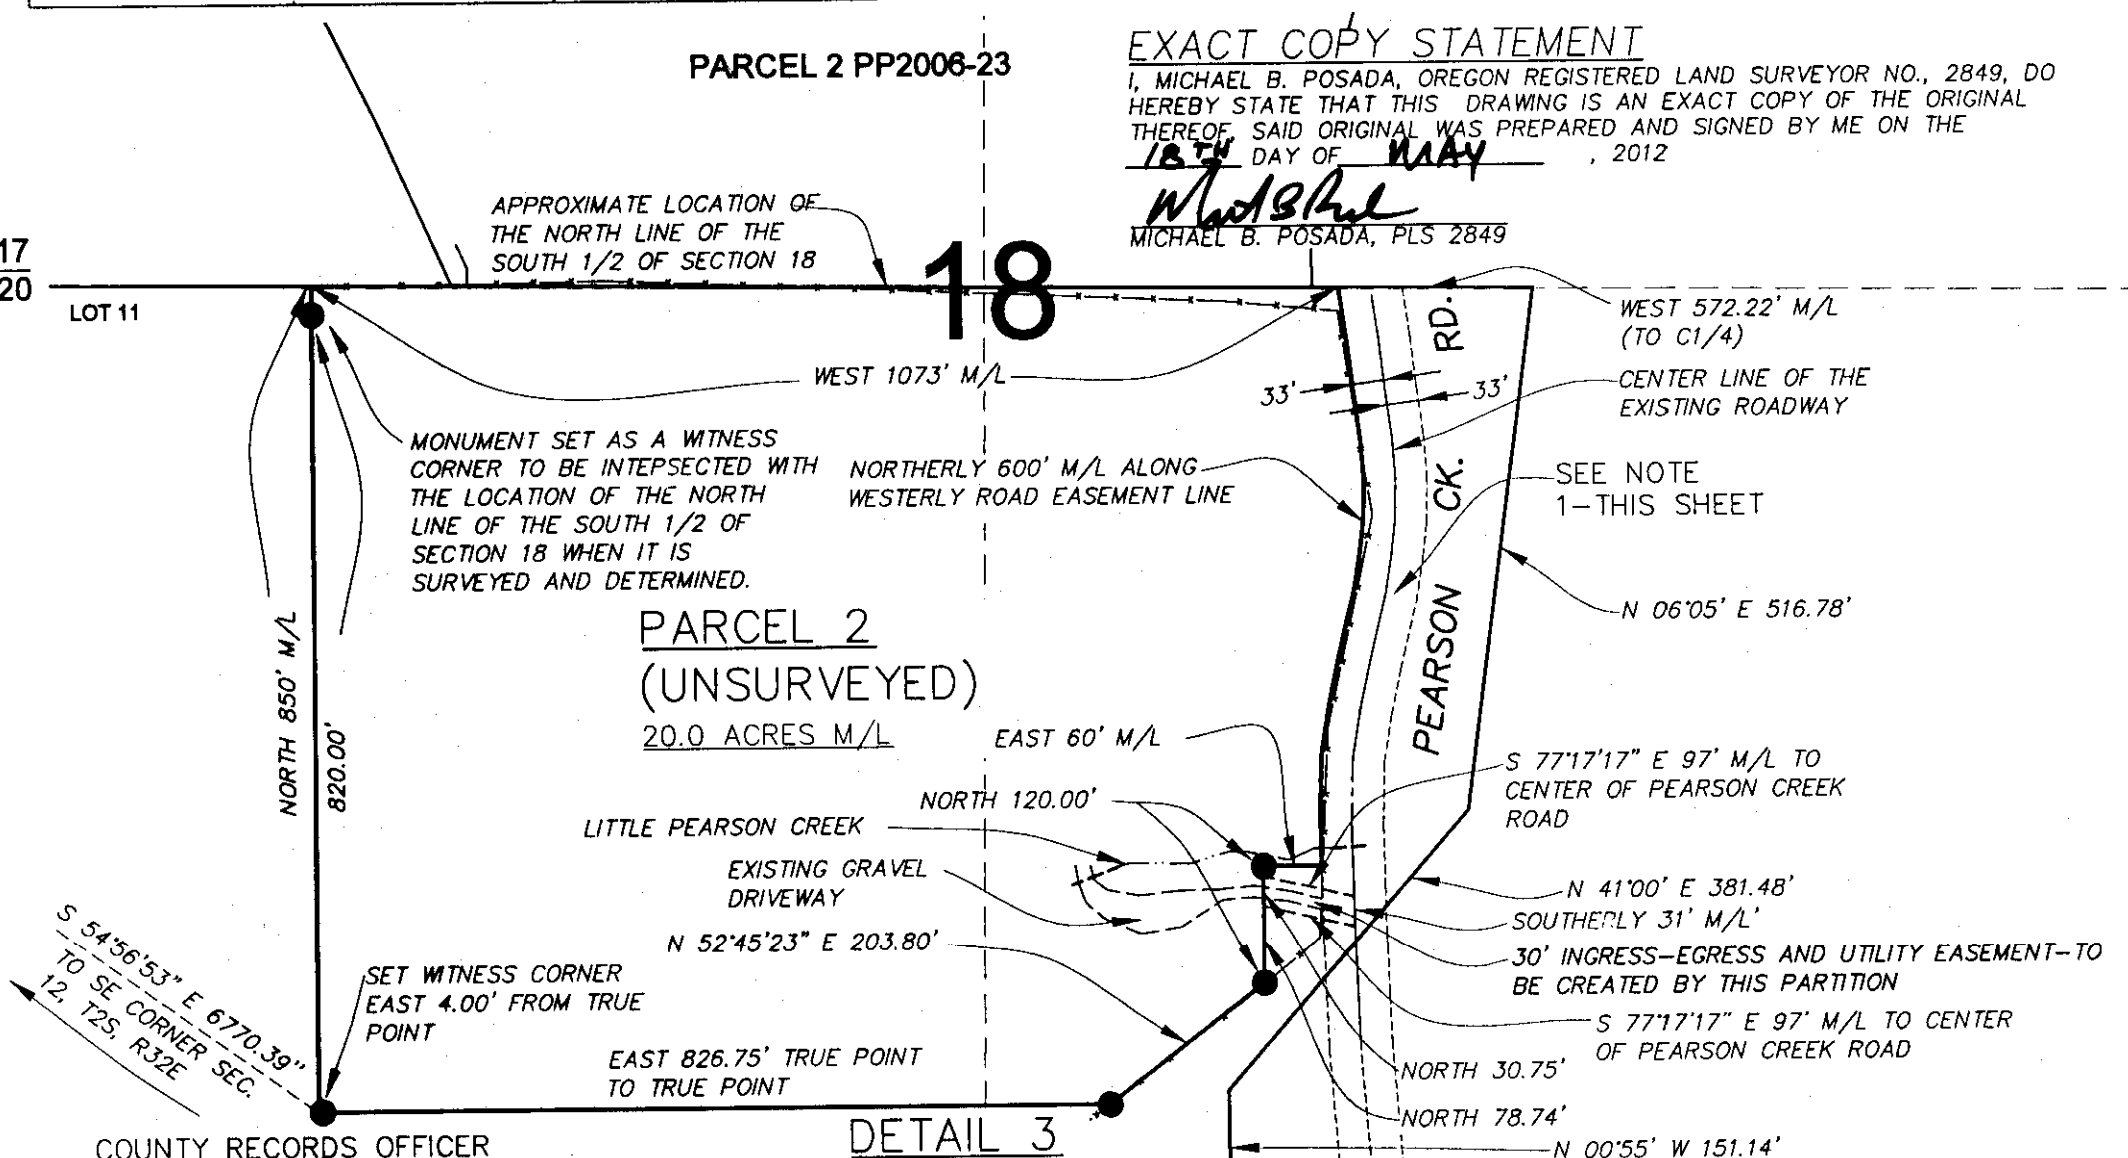 PARCEL 2 PP2006-23
EXACT COPY STATEMENT
I, MICHAEL B. POSADA, OREGON REGISTERED LAND SURVEYOR NO., 2849, DO
HEREBY STATE THAT THIS DRAWING IS AN EXACT COPY OF THE ORIGINAL
THEREOF, SAID ORIGINAL WAS PREPARED AND SIGNED BY ME ON THE
18TH DAY OF MAY , 2012
MICHAEL B. POSADA, PLS 2849
APPROXIMATE LOCATION OF
THE NORTH LINE OF THE
SOUTH 1/2 OF SECTION 18
17
20
LOT 11
18
WEST 572.22' M/L
(TO C1/4)
WEST 1073' M/L
33'
33'
CENTER LINE OF THE
EXISTING ROADWAY
MONUMENT SET AS A WITNESS
CORNER TO BE INTEPSECTED WITH
THE LOCATION OF THE NORTH
LINE OF THE SOUTH 1/2 OF
SECTION 18 WHEN IT IS
SURVEYED AND DETERMINED.
NORTHERLY 600' M/L ALONG
WESTERLY ROAD EASEMENT LINE
SEE NOTE
1-THIS SHEET
PEARSON CK. RD.
N 06°05' E 516.78'
NORTH 850' M/L
820.00'
PARCEL 2
(UNSURVEYED)
20.0 ACRES M/L
EAST 60' M/L
S 77°17'17" E 97' M/L TO
CENTER OF PEARSON CREEK
ROAD
NORTH 120.00'
LITTLE PEARSON CREEK
EXISTING GRAVEL
DRIVEWAY
N 41°00' E 381.48'
SOUTHERLY 31' M/L'
N 52°45'23" E 203.80'
30' INGRESS-EGRESS AND UTILITY EASEMENT-TO
BE CREATED BY THIS PARTITION
S 54°56'53" E 6770.39"
TO SE CORNER SEC.
12, T2S, R32E
SET WITNESS CORNER
EAST 4.00' FROM TRUE
POINT
S 77°17'17" E 97' M/L TO CENTER
OF PEARSON CREEK ROAD
EAST 826.75' TRUE POINT
TO TRUE POINT
NORTH 30.75'
NORTH 78.74'
DETAIL 3
COUNTY RECORDS OFFICER
N 00°55' W 151.14'